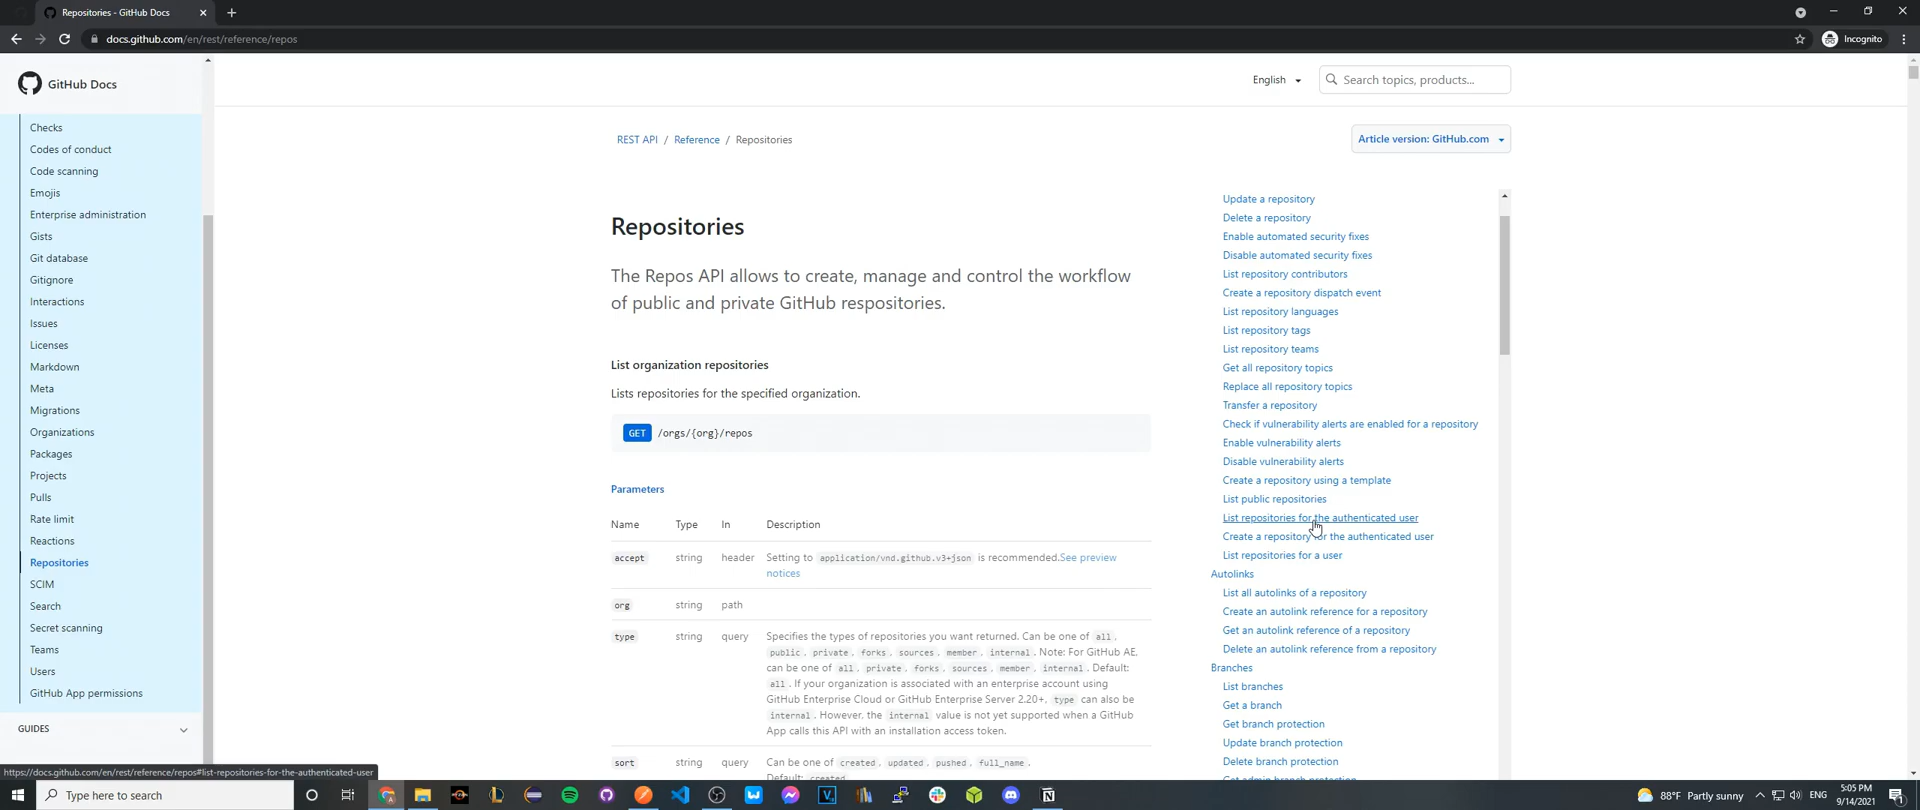 Repositories - GitHub Docs
docs.github.com/en/rest/reference/repos
Incognito
GitHub Docs
English
Search topics, products...
Checks
Codes of conduct
Code scanning
Emojis
Enterprise administration
Gists
Git database
Gitignore
Interactions
Issues
Licenses
Markdown
Meta
Migrations
Organizations
Packages
Projects
Pulls
Rate limit
Reactions
Repositories
SCIM
Search
Secret scanning
Teams
Users
GitHub App permissions
GUIDES
REST API / Reference / Repositories
Article version: GitHub.com
Repositories
The Repos API allows to create, manage and control the workflow
of public and private GitHub respositories.
List organization repositories
Lists repositories for the specified organization.
GET /orgs/{org}/repos
Parameters
Name Type In Description
accept string header Setting to application/vnd.github.v3+json is recommended.See preview
notices
org string path
type string query Specifies the types of repositories you want returned. Can be one of all,
public, private, forks, sources, member, internal. Note: For GitHub AE,
can be one of all, private, forks, sources, member, internal. Default:
all. If your organization is associated with an enterprise account using
GitHub Enterprise Cloud or GitHub Enterprise Server 2.20+, type can also be
internal. However, the internal value is not yet supported when a GitHub
App calls this API with an installation access token.
sort string query Can be one of created, updated, pushed, full_name.
Default: created
Update a repository
Delete a repository
Enable automated security fixes
Disable automated security fixes
List repository contributors
Create a repository dispatch event
List repository languages
List repository tags
List repository teams
Get all repository topics
Replace all repository topics
Transfer a repository
Check if vulnerability alerts are enabled for a repository
Enable vulnerability alerts
Disable vulnerability alerts
Create a repository using a template
List public repositories
List repositories for the authenticated user
Create a repository for the authenticated user
List repositories for a user
Autolinks
List all autolinks of a repository
Create an autolink reference for a repository
Get an autolink reference of a repository
Delete an autolink reference from a repository
Branches
List branches
Get a branch
Get branch protection
Update branch protection
Delete branch protection
Get admin branch protection
https://docs.github.com/en/rest/reference/repos#list-repositories-for-the-authenticated-user
Type here to search
88°F Partly sunny
ENG
5:05 PM
9/14/2021